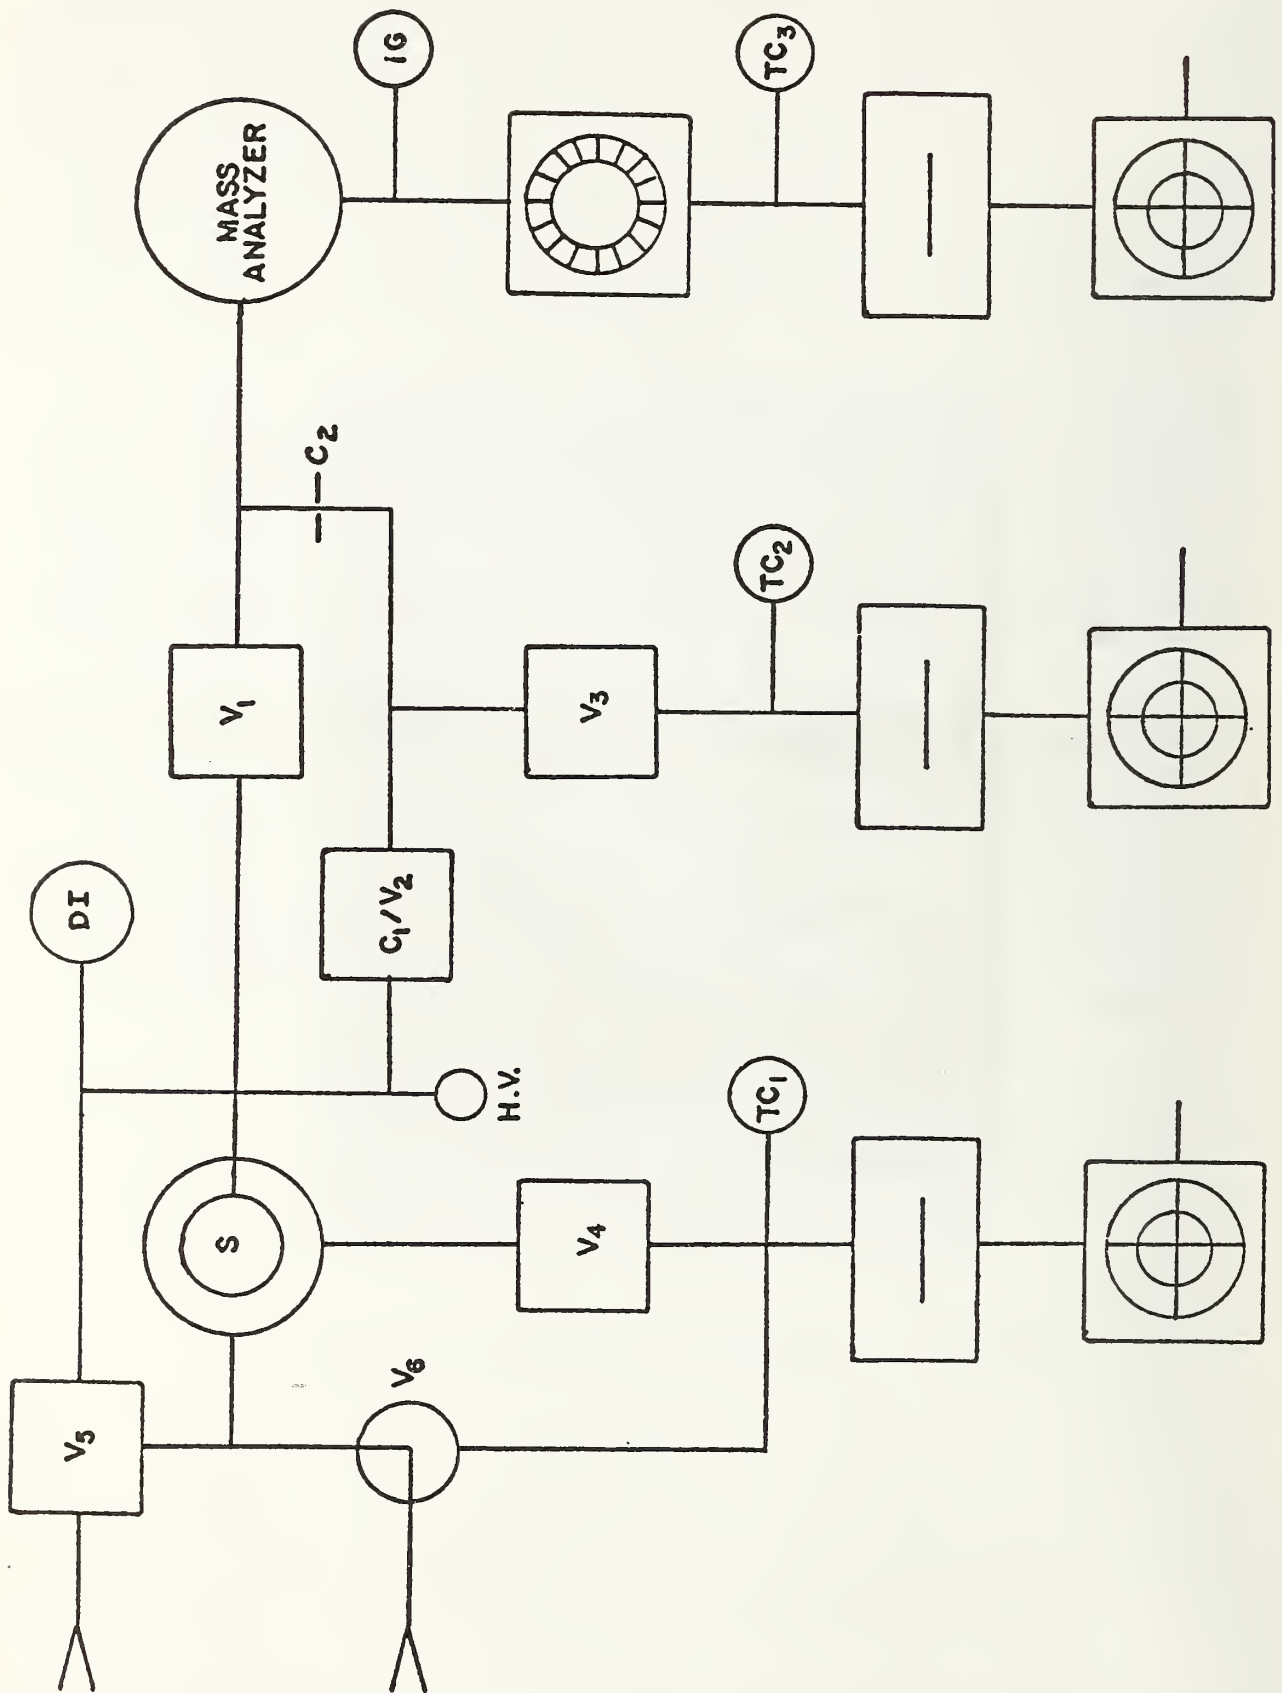 V5
DI
S
V1
MASS
ANALYZER
C2
V6
C1/V2
IG
H.V.
V4
V3
TC1
TC2
TC3